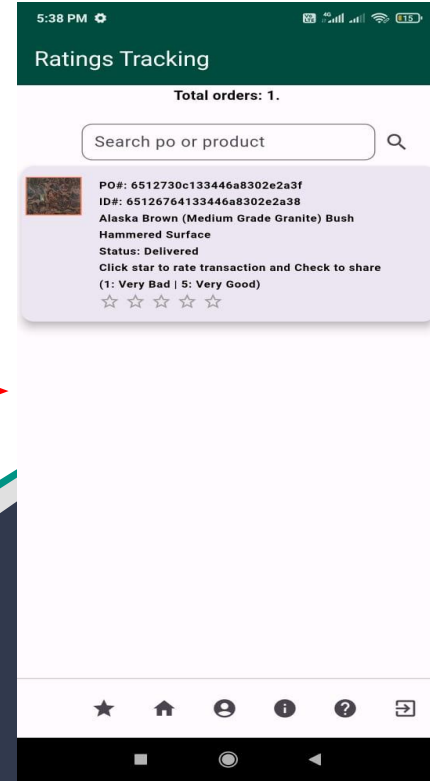 5:38 PM
4G
15
Ratings Tracking
Total orders: 1.
Search po or product
PO#: 6512730c133446a8302e2a3f
ID#: 65126764133446a8302e2a38
Alaska Brown (Medium Grade Granite) Bush
Hammered Surface
Status: Delivered
Click star to rate transaction and Check to share
(1: Very Bad | 5: Very Good)